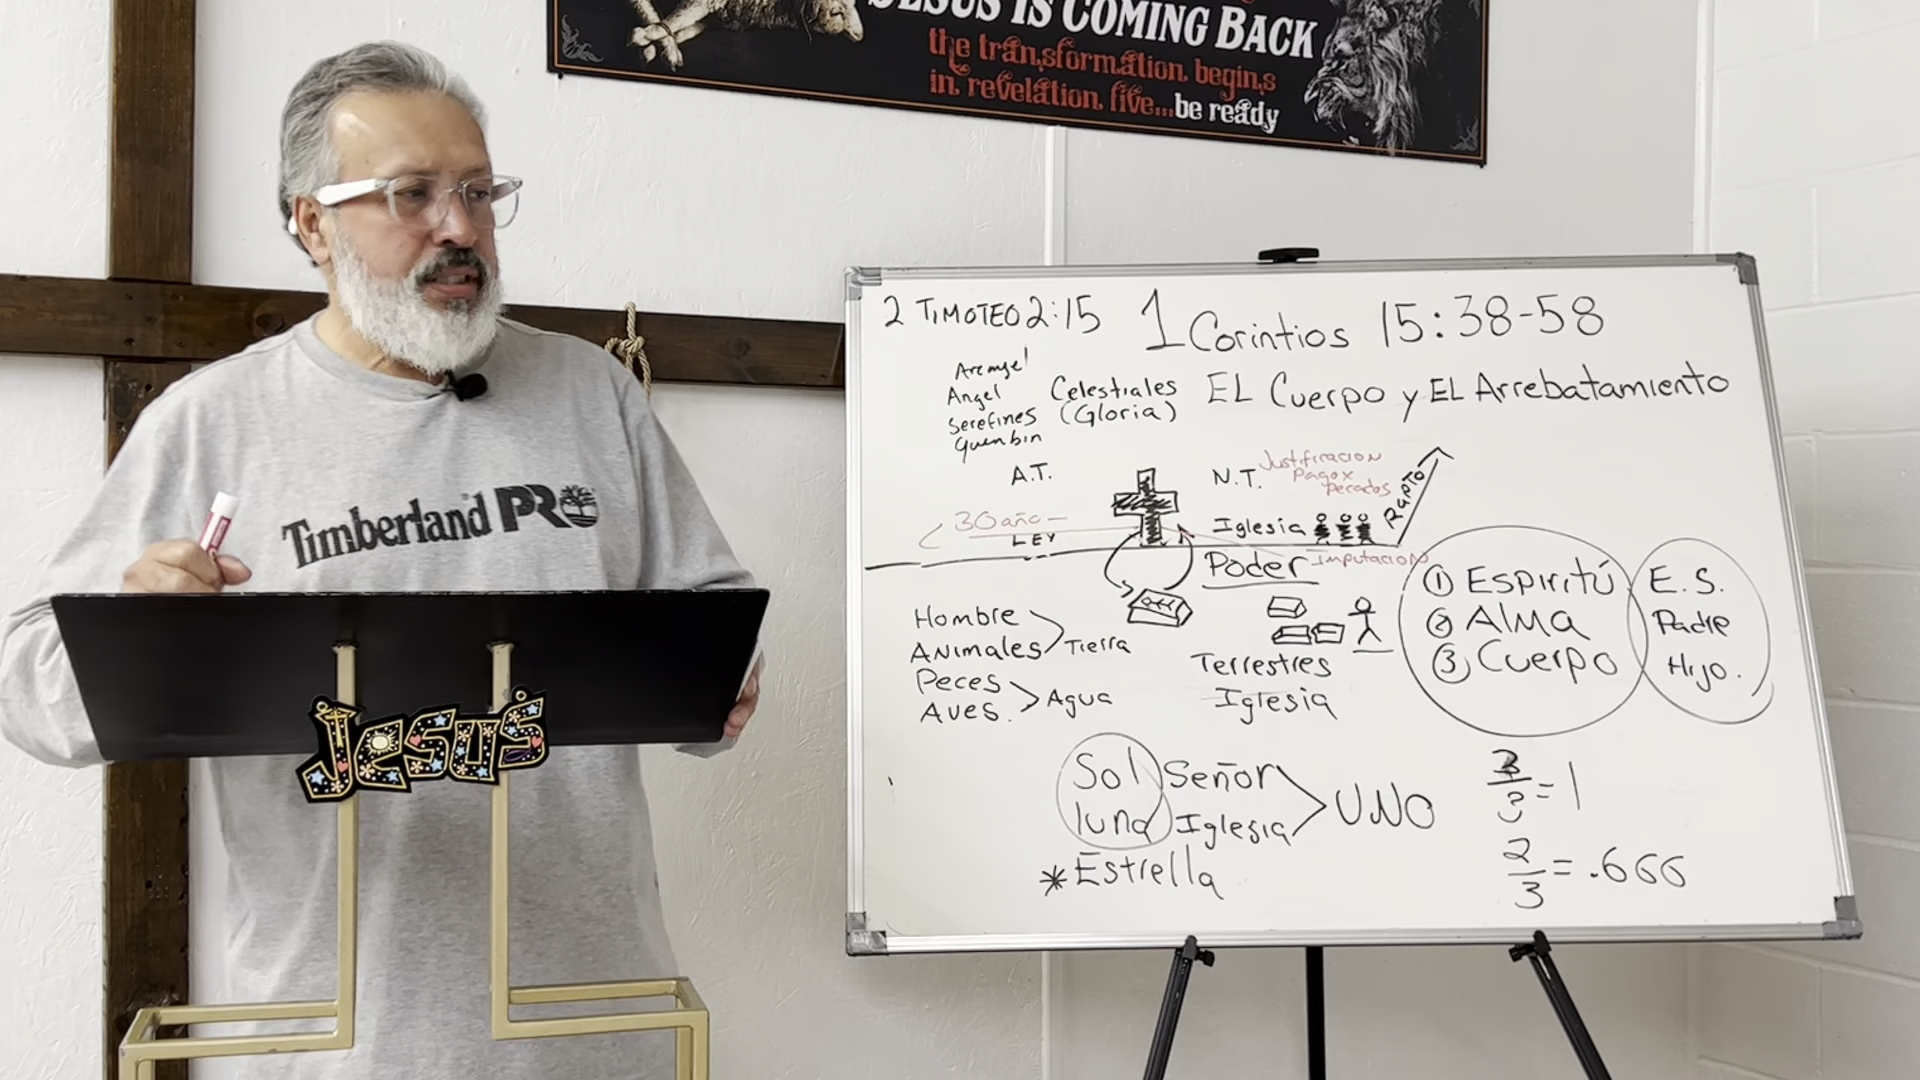 JESUS IS COMING BACK
the transformation begins
in revelation five...be ready
Timberland PRO
Jesus
2 TIMOTEO 2:15
1 Corintios 15:38-58
Arcangel
Angel
Serefines
Querubin
Celestiales
(Gloria)
EL Cuerpo y EL Arrebatamiento
A.T.
N.T.
Justificacion
Pagox
pecados
30 año
LEY
Iglesia
RAPTO
Poder
Imputacion
Hombre
Animales
Tierra
Peces
Aves.
Agua
Terrestres
Iglesia
① Espiritú
② Alma
③ Cuerpo
E.S.
Padre
Hijo.
Sol
luna
Señor
Iglesia
UNO
* Estrella
3/3 = 1
2/3 = .666